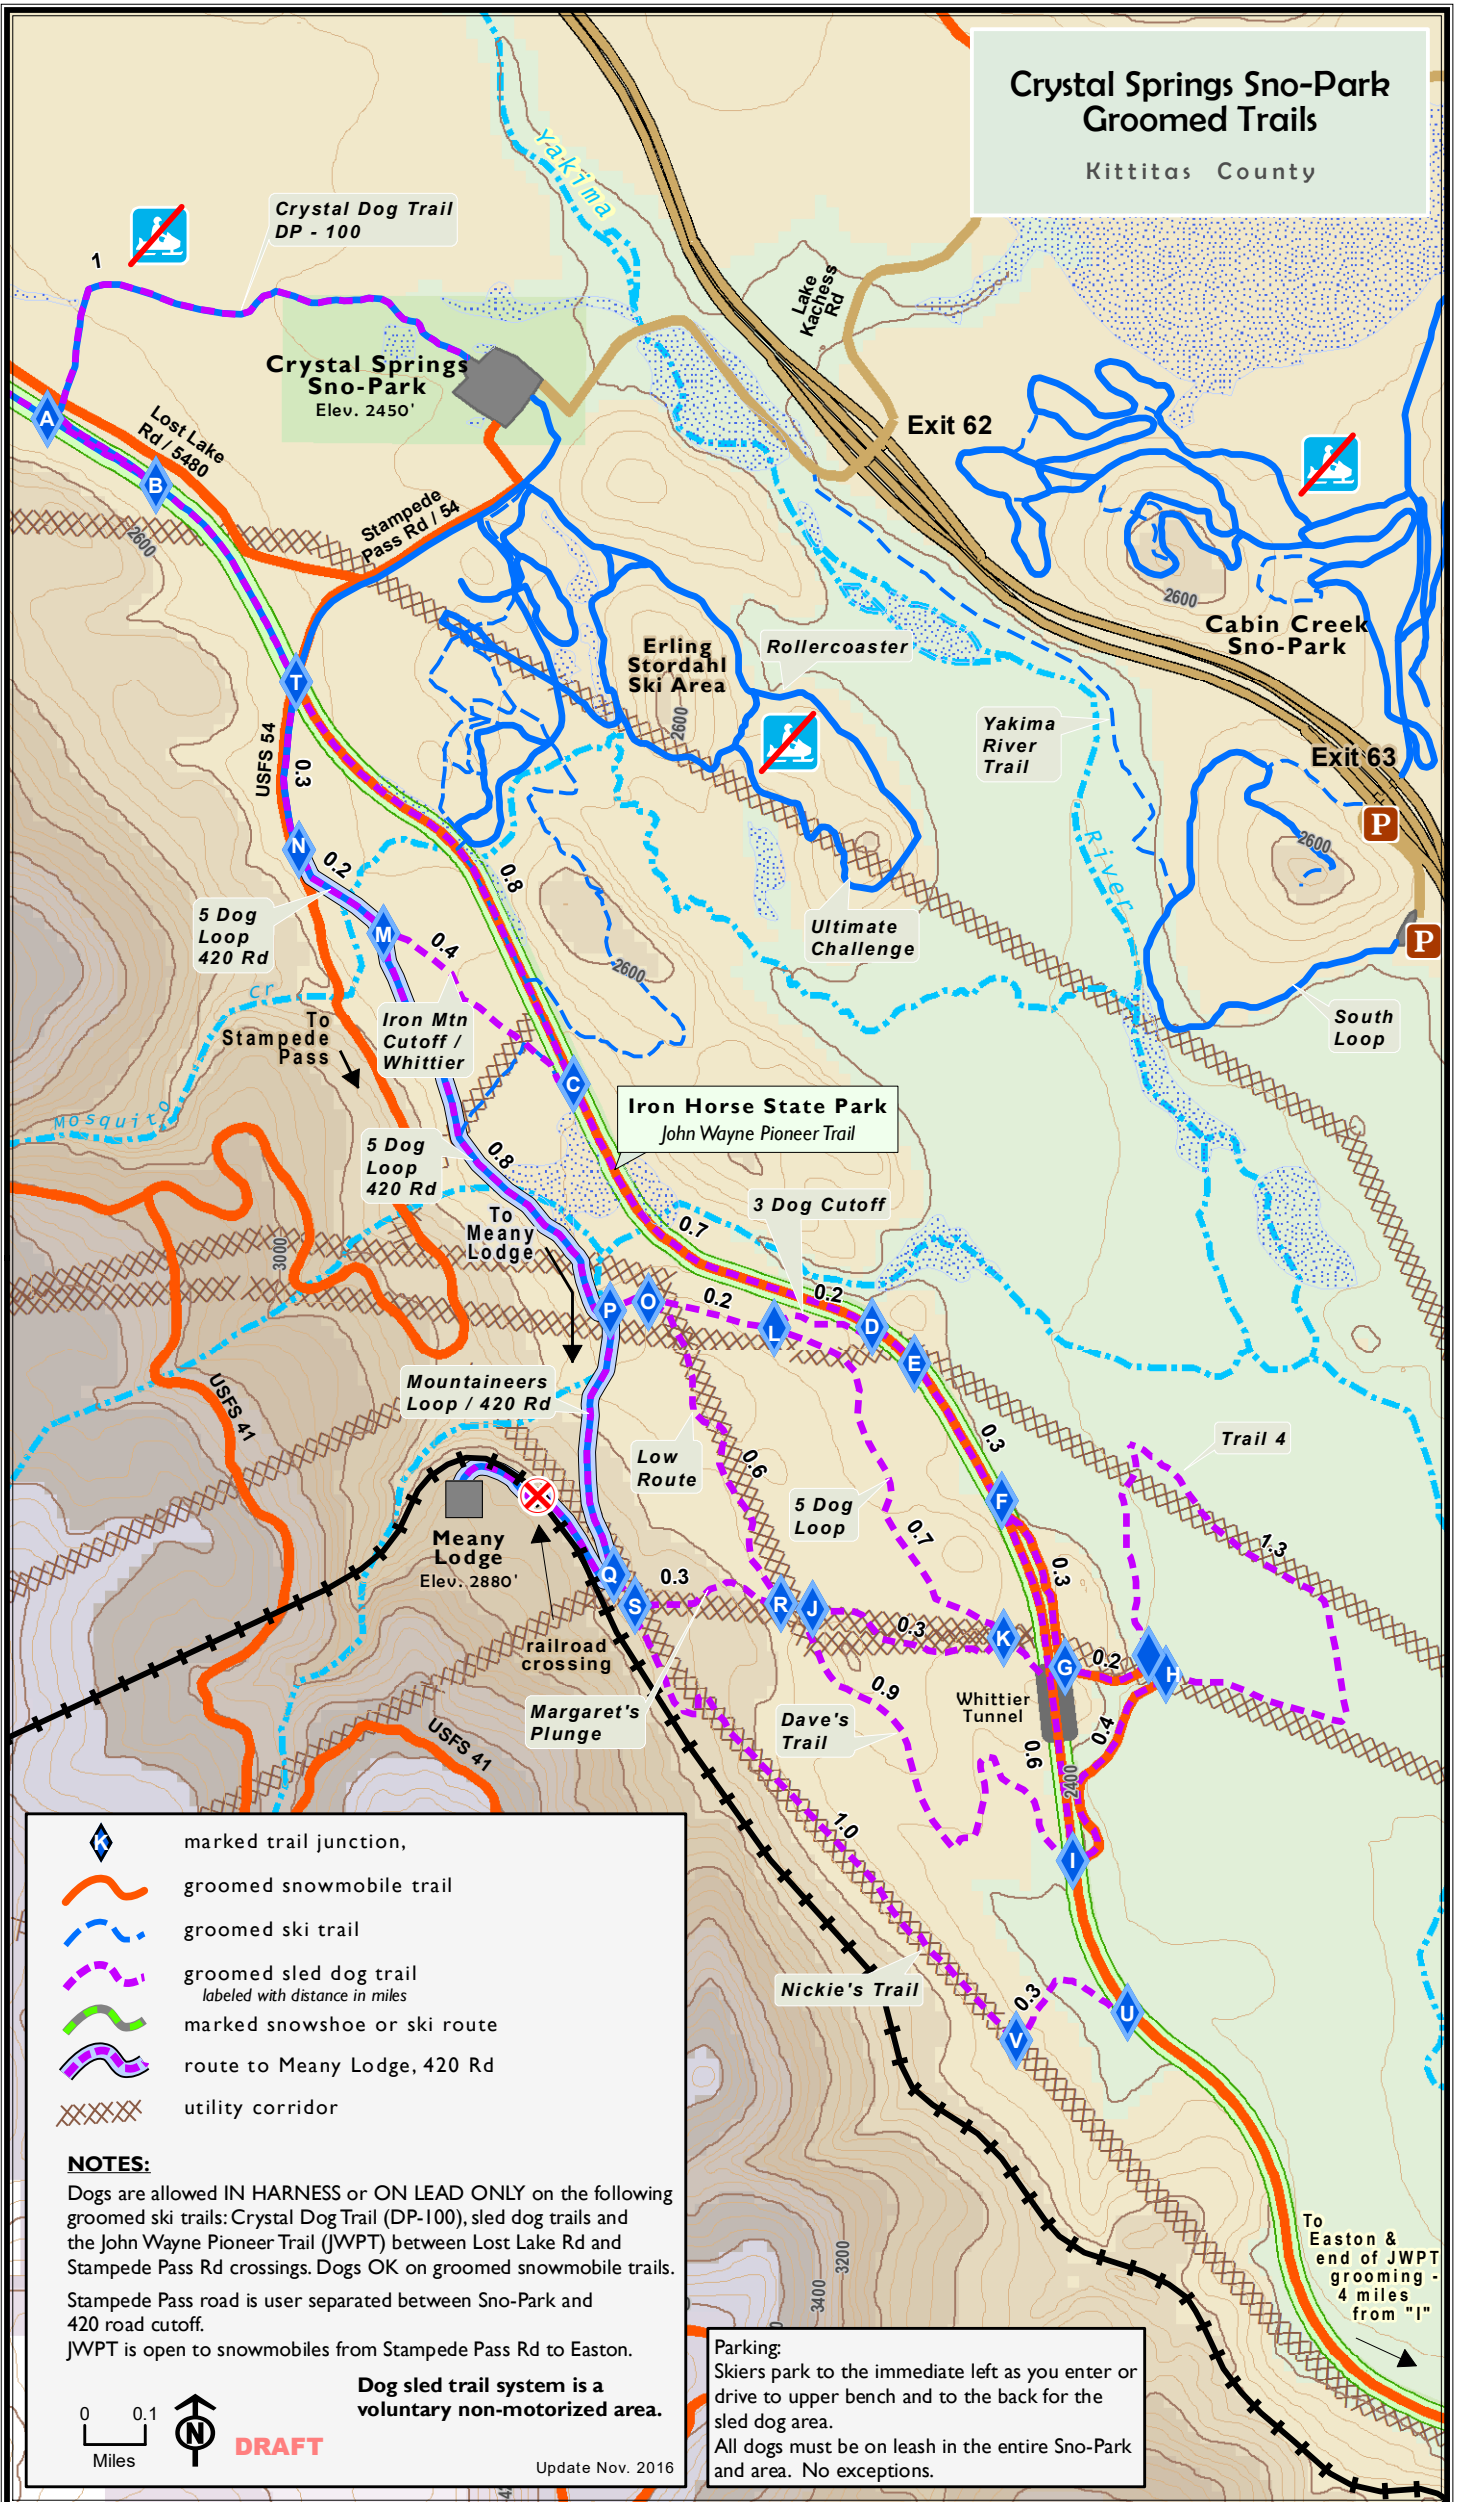 Crystal Springs Sno-Park
Groomed Trails
Kittitas County
Yakima
Crystal Dog Trail
DP - 100
1
Lake
Kachess
Rd
Crystal Springs
Sno-Park
Elev. 2450'
A
Lost Lake
Rd / 5480
Exit 62
B
Stampede
Pass Rd / 54
2600
2600
Cabin Creek
Sno-Park
Erling
Stordahl
Ski Area
Rollercoaster
T
2600
Yakima
River
Trail
USFS 54
0.3
Exit 63
P
N
0.2
2600
0.8
River
5 Dog
Loop
420 Rd
M
0.4
Ultimate
Challenge
P
2600
Cr
To
Stampede
Pass
Iron Mtn
Cutoff /
Whittier
South
Loop
C
Mosquito
Iron Horse State Park
John Wayne Pioneer Trail
5 Dog
Loop
420 Rd
0.8
3 Dog Cutoff
To
Meany
Lodge
0.7
3000
P
O
0.2
0.2
L
D
E
USFS 41
Mountaineers
Loop / 420 Rd
Low
Route
0.6
0.3
Trail 4
5 Dog
Loop
F
0.7
1.3
Meany
Lodge
Elev. 2880'
Q
S
0.3
R
J
0.3
0.3
K
G
0.2
H
railroad
crossing
0.9
Whittier
Tunnel
Margaret's
Plunge
Dave's
Trail
0.4
0.6
USFS 41
2400
1.0
I
Nickie's Trail
0.3
U
V
K
marked trail junction,
groomed snowmobile trail
groomed ski trail
groomed sled dog trail
labeled with distance in miles
marked snowshoe or ski route
route to Meany Lodge, 420 Rd
utility corridor
NOTES:
Dogs are allowed IN HARNESS or ON LEAD ONLY on the following
groomed ski trails: Crystal Dog Trail (DP-100), sled dog trails and
the John Wayne Pioneer Trail (JWPT) between Lost Lake Rd and
Stampede Pass Rd crossings. Dogs OK on groomed snowmobile trails.
Stampede Pass road is user separated between Sno-Park and
420 road cutoff.
JWPT is open to snowmobiles from Stampede Pass Rd to Easton.
Dog sled trail system is a
voluntary non-motorized area.
0 0.1
Miles
N
DRAFT
Update Nov. 2016
3200
3400
To
Easton &
end of JWPT
grooming -
4 miles
from "I"
Parking:
Skiers park to the immediate left as you enter or
drive to upper bench and to the back for the
sled dog area.
All dogs must be on leash in the entire Sno-Park
and area. No exceptions.